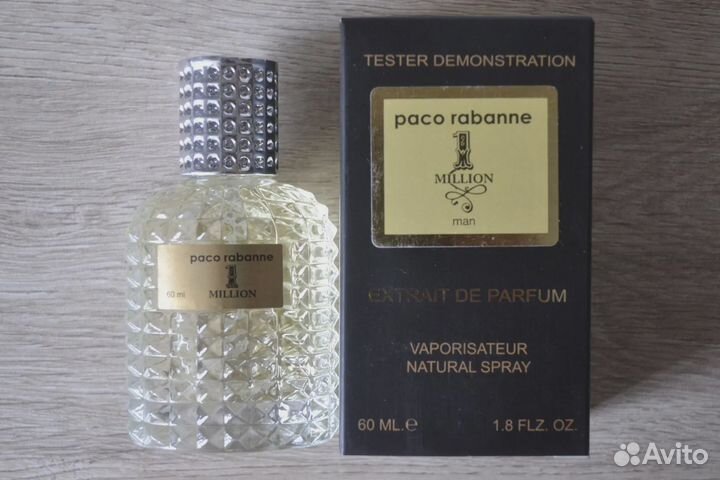 paco rabanne
1
60 ml
MILLION
TESTER DEMONSTRATION
paco rabanne
1
MILLION
man
EXTRAIT DE PARFUM
VAPORISATEUR
NATURAL SPRAY
60 ML.e
1.8 FLZ. OZ.
Avito